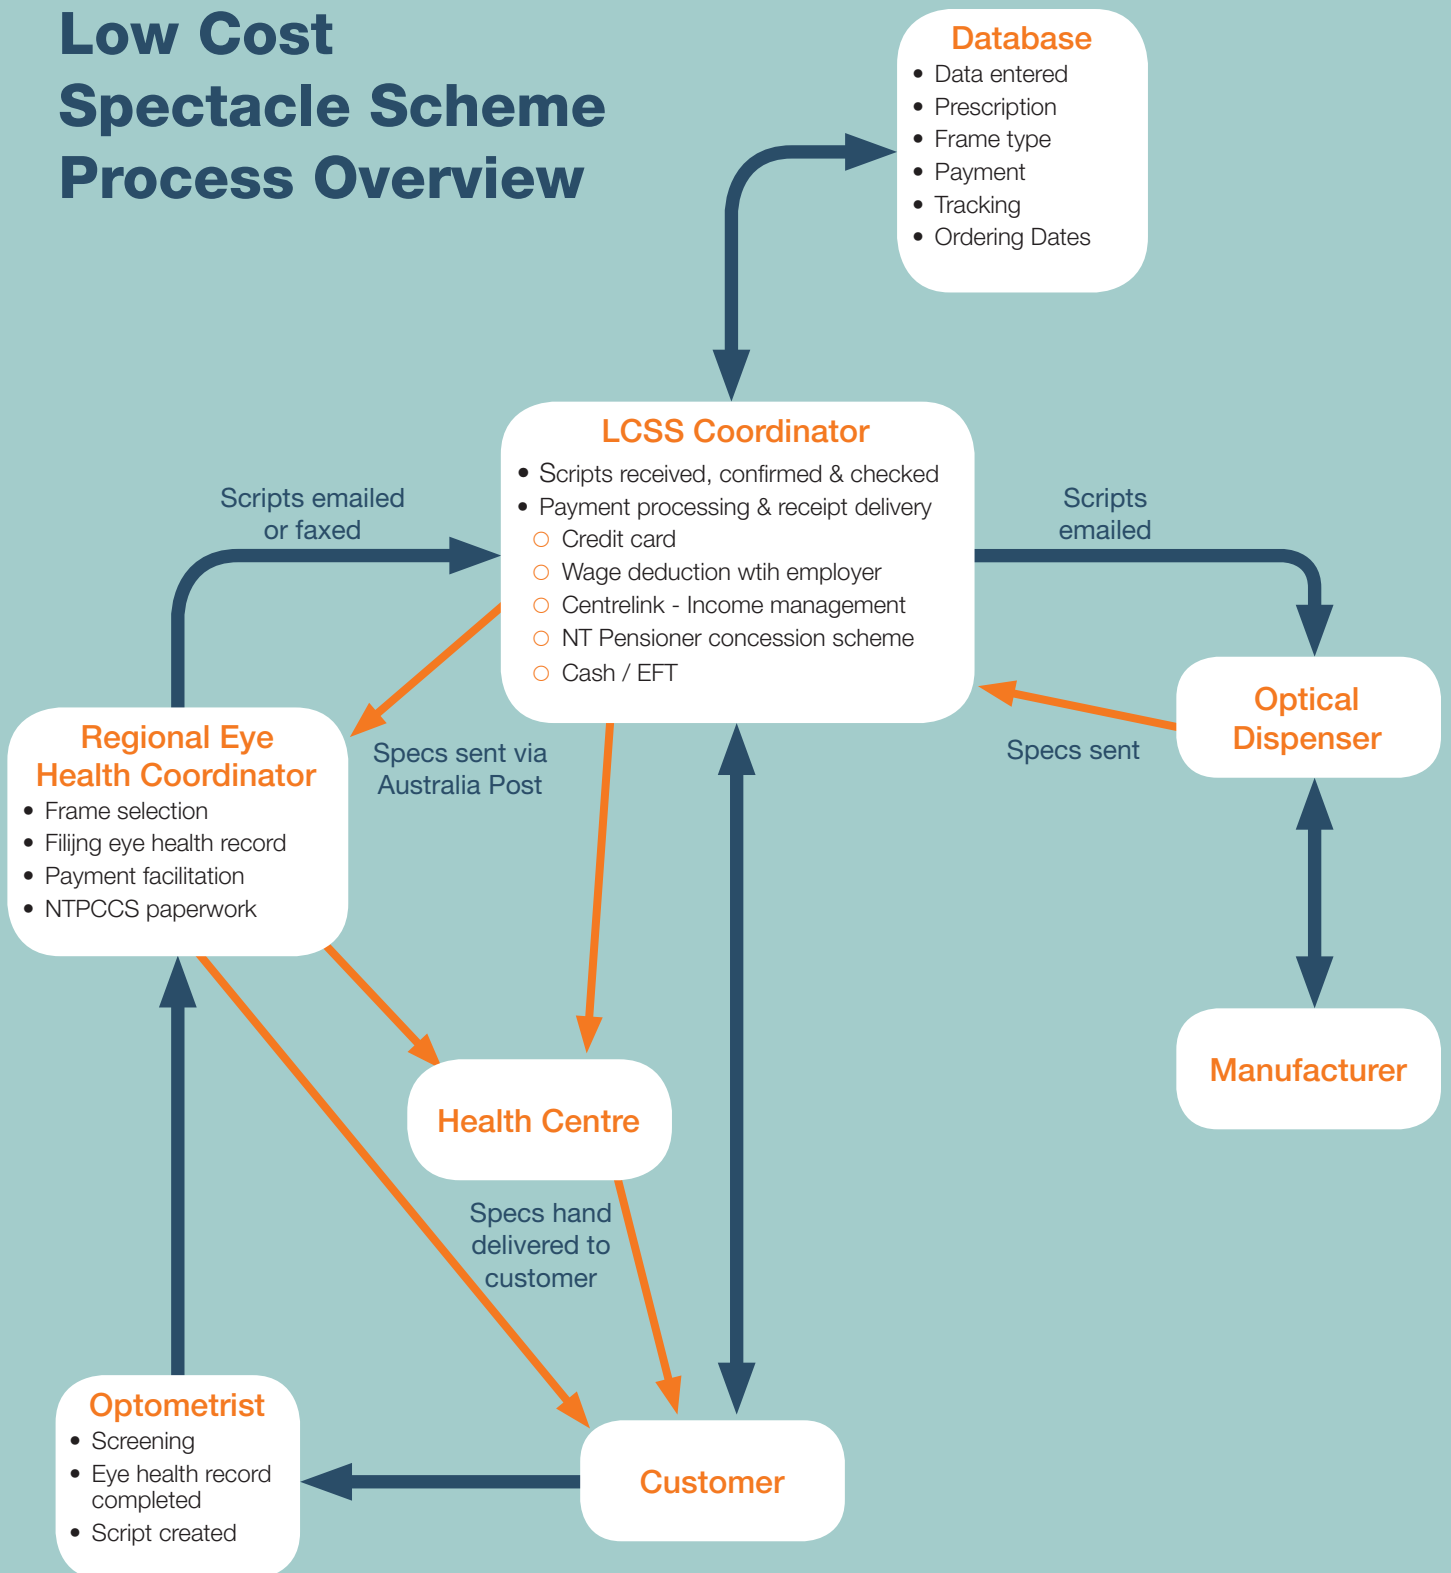 Low Cost
Spectacle Scheme
Process Overview
Database
• Data entered
• Prescription
• Frame type
• Payment
• Tracking
• Ordering Dates
LCSS Coordinator
• Scripts received, confirmed & checked
• Payment processing & receipt delivery
○ Credit card
○ Wage deduction wtih employer
○ Centrelink - Income management
○ NT Pensioner concession scheme
○ Cash / EFT
Scripts emailed
or faxed
Scripts
emailed
Optical
Dispenser
Specs sent
Regional Eye
Health Coordinator
• Frame selection
• Filijng eye health record
• Payment facilitation
• NTPCCS paperwork
Specs sent via
Australia Post
Manufacturer
Health Centre
Specs hand
delivered to
customer
Optometrist
• Screening
• Eye health record
completed
• Script created
Customer